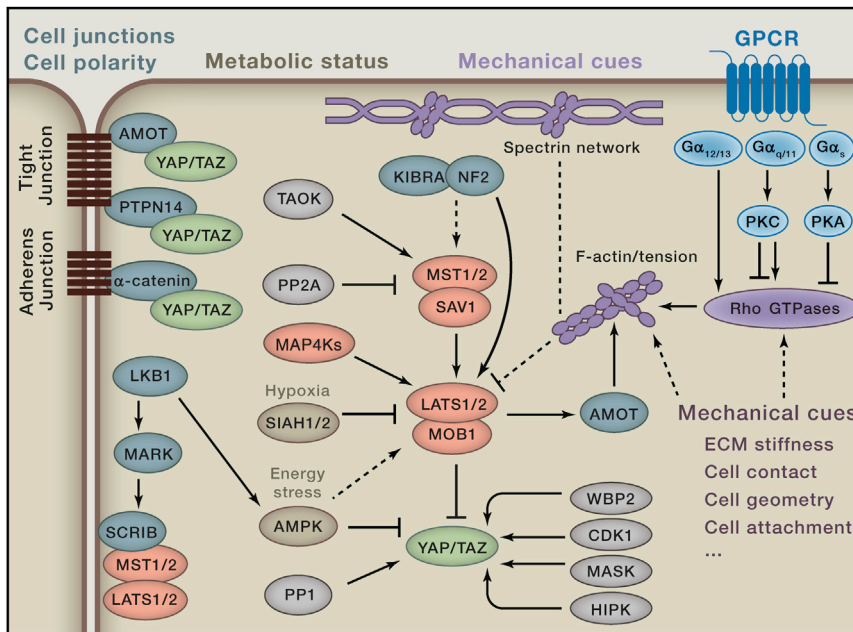 Cell junctions
Cell polarity
Metabolic status
Mechanical cues
GPCR
Tight
Junction
Adherens
Junction
AMOT
YAP/TAZ
PTPN14
YAP/TAZ
α-catenin
YAP/TAZ
LKB1
MARK
SCRIB
MST1/2
LATS1/2
TAOK
PP2A
MAP4Ks
Hypoxia
SIAH1/2
Energy
stress
AMPK
PP1
KIBRA
NF2
MST1/2
SAV1
LATS1/2
MOB1
YAP/TAZ
Spectrin network
F-actin/tension
AMOT
WBP2
CDK1
MASK
HIPK
Gα12/13
Gαq/11
Gαs
PKC
PKA
Rho GTPases
Mechanical cues
ECM stiffness
Cell contact
Cell geometry
Cell attachment
...